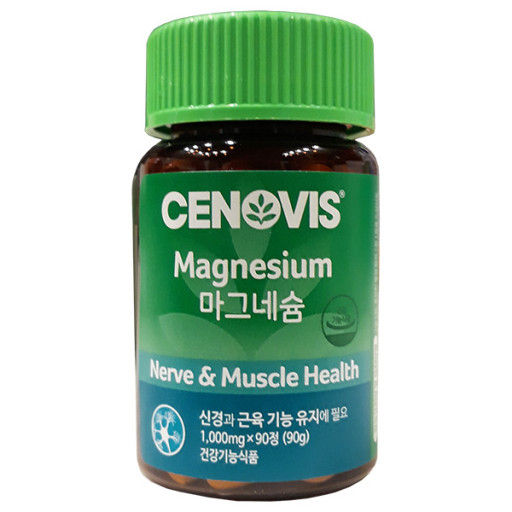 CENOVIS®
Magnesium
마그네슘
Nerve & Muscle Health
신경과 근육 기능 유지에 필요
1,000mg×90정 (90g)
건강기능식품